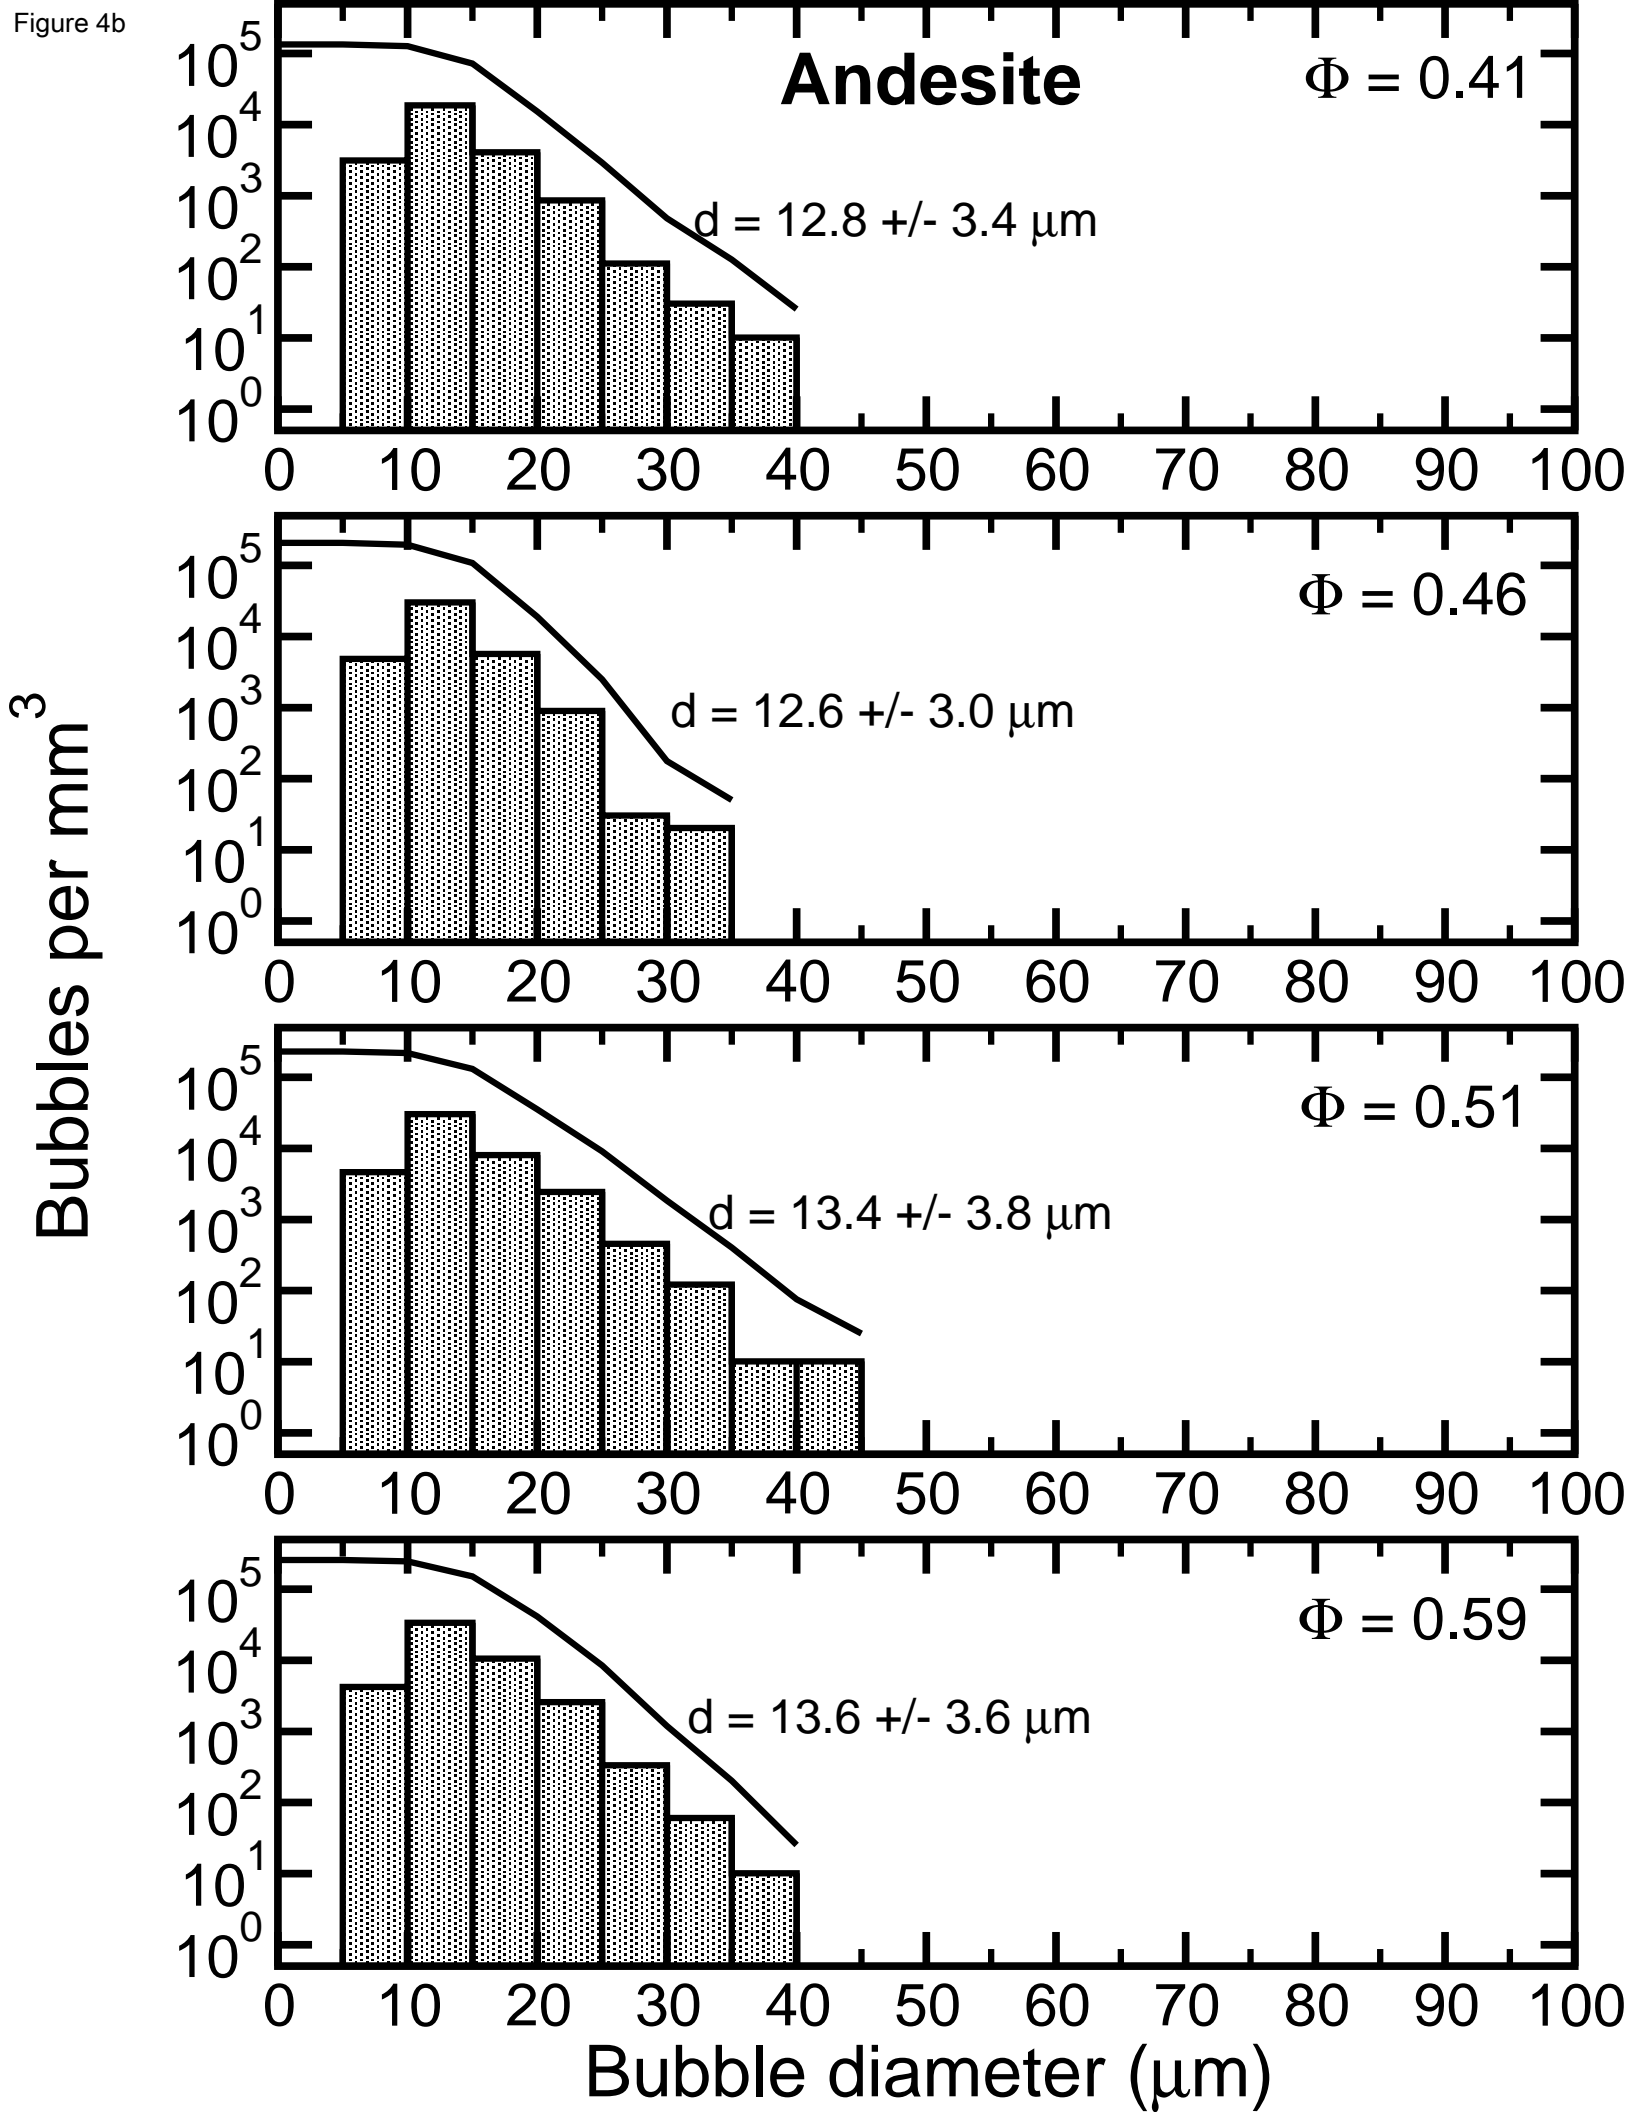 Figure 4b
Andesite
Φ = 0.41
10^5
10^4
10^3
10^2
10^1
10^0
d = 12.8 +/- 3.4 μm
0 10 20 30 40 50 60 70 80 90 100
Φ = 0.46
10^5
10^4
10^3
10^2
10^1
10^0
d = 12.6 +/- 3.0 μm
0 10 20 30 40 50 60 70 80 90 100
Bubbles per mm^3
Φ = 0.51
10^5
10^4
10^3
10^2
10^1
10^0
d = 13.4 +/- 3.8 μm
0 10 20 30 40 50 60 70 80 90 100
Φ = 0.59
10^5
10^4
10^3
10^2
10^1
10^0
d = 13.6 +/- 3.6 μm
0 10 20 30 40 50 60 70 80 90 100
Bubble diameter (μm)